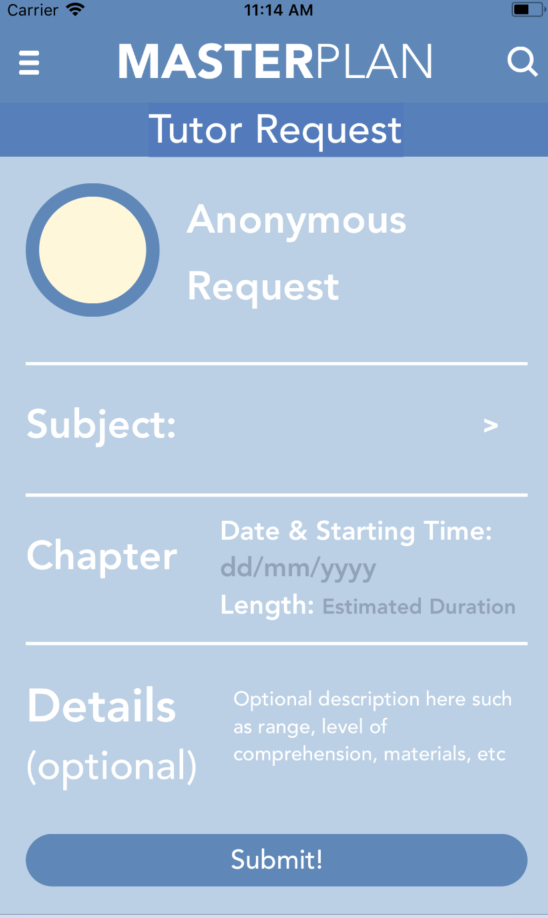 Carrier 11:14 AM
MASTERPLAN
Tutor Request
Anonymous
Request
Subject: >
Chapter
Date & Starting Time:
dd/mm/yyyy
Length: Estimated Duration
Details
(optional)
Optional description here such
as range, level of
comprehension, materials, etc
Submit!